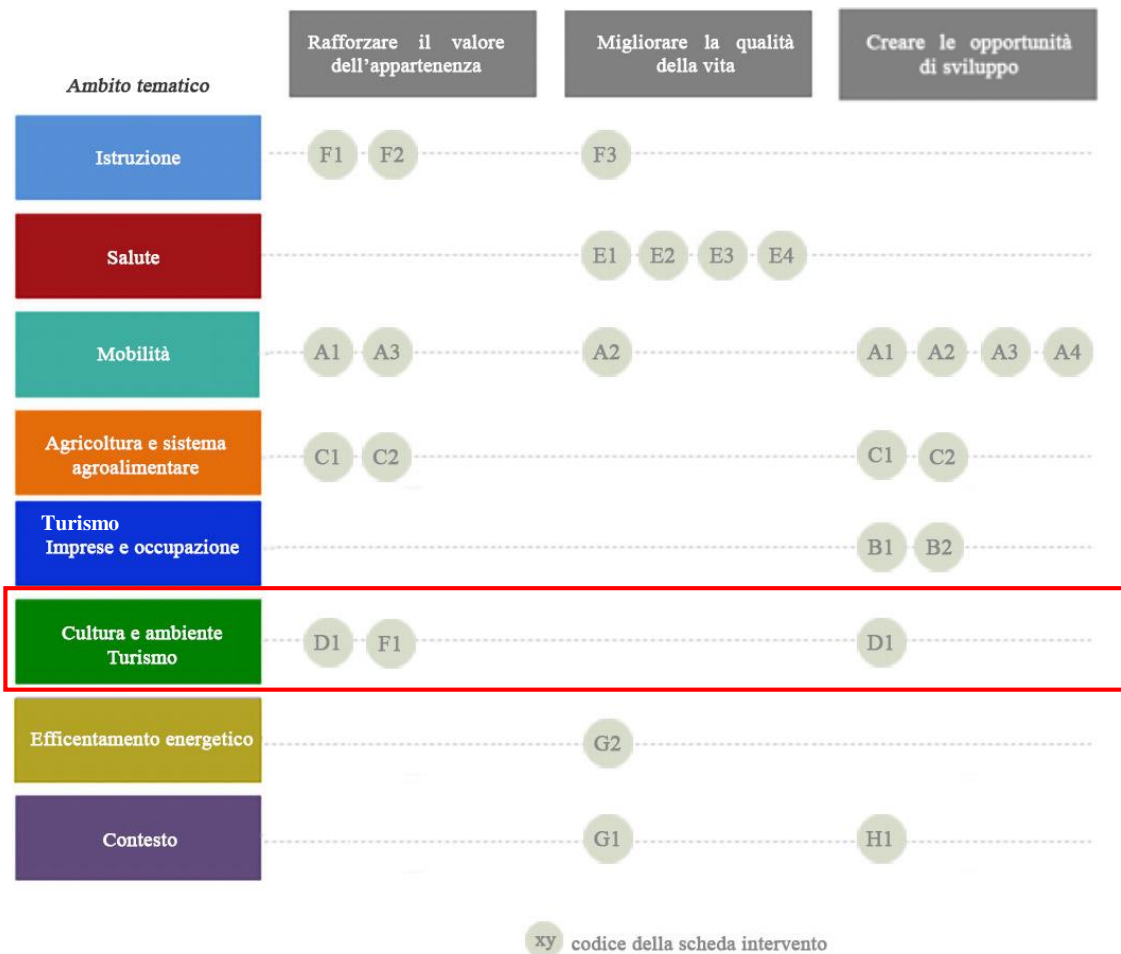 Rafforzare il valore
dell'appartenenza
Migliorare la qualità
della vita
Creare le opportunità
di sviluppo
Ambito tematico
Istruzione
F1 F2 F3
Salute
E1 E2 E3 E4
Mobilità
A1 A3 A2 A1 A2 A3 A4
Agricoltura e sistema
agroalimentare
C1 C2 C1 C2
Turismo
Imprese e occupazione
B1 B2
Cultura e ambiente
Turismo
D1 F1 D1
Efficentamento energetico
G2
Contesto
G1 H1
xy codice della scheda intervento